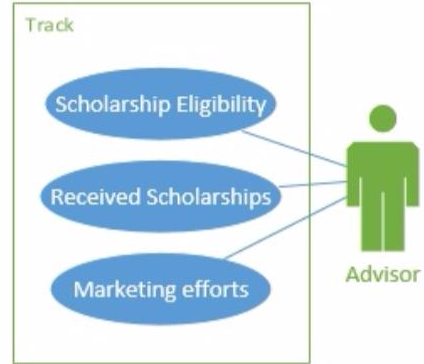 Track
Scholarship Eligibility
Received Scholarships
Marketing efforts
Advisor